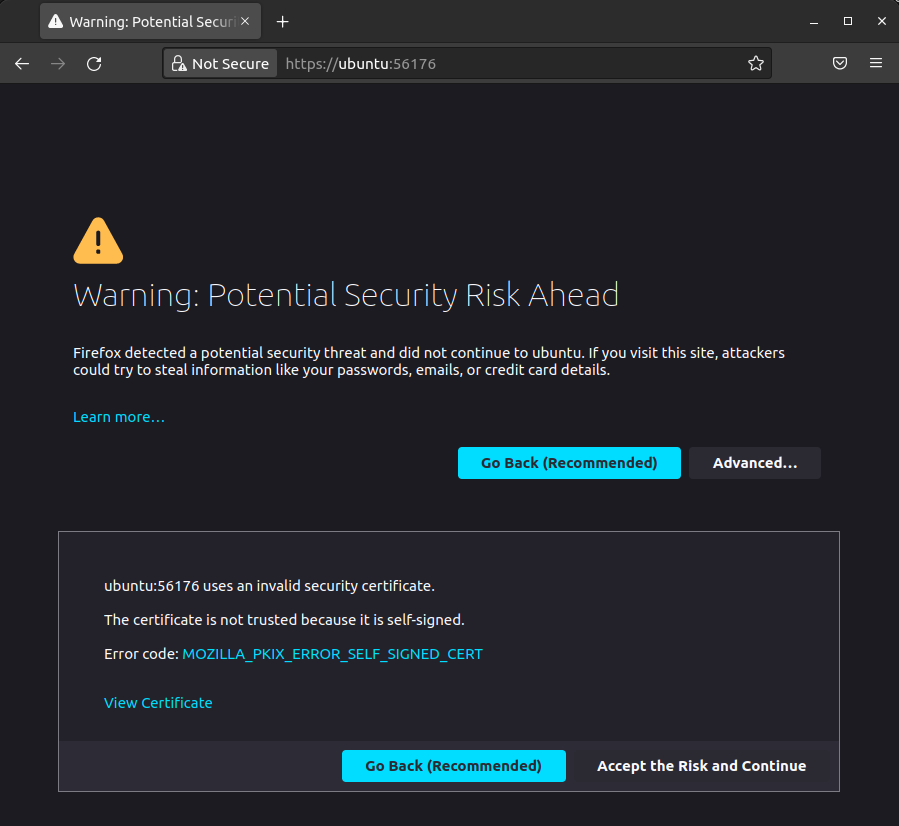 Warning: Potential Securi
Not Secure
https://ubuntu:56176
Warning: Potential Security Risk Ahead
Firefox detected a potential security threat and did not continue to ubuntu. If you visit this site, attackers
could try to steal information like your passwords, emails, or credit card details.
Learn more…
Go Back (Recommended)
Advanced…
ubuntu:56176 uses an invalid security certificate.
The certificate is not trusted because it is self-signed.
Error code: MOZILLA_PKIX_ERROR_SELF_SIGNED_CERT
View Certificate
Go Back (Recommended)
Accept the Risk and Continue